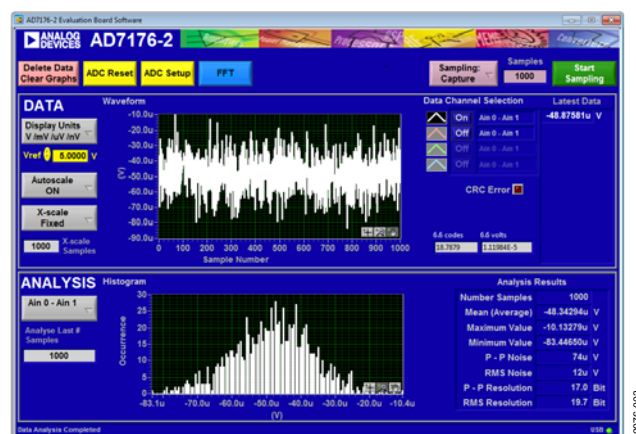 AD7176-2 Evaluation Board Software
ANALOG DEVICES AD7176-2
Delete Data
Clear Graphs
ADC Reset
ADC Setup
FFT
Sampling:
Capture
Samples
1000
Start
Sampling
DATA
Waveform
Data Channel Selection
Latest Data
Display Units
V /mV /uV /nV
Vref 5.0000 V
Autoscale
ON
X-scale
Fixed
1000 X-scale
Samples
(V)
-10.0u
-20.0u
-30.0u
-40.0u
-50.0u
-60.0u
-70.0u
-80.0u
-90.0u
0 100 200 300 400 500 600 700 800 900 1000
Sample Number
On Ain 0 - Ain 1
Off Ain 0 - Ain 1
Off Ain 0 - Ain 1
Off Ain 0 - Ain 1
-48.87581u V
CRC Error
6.6 codes 6.6 volts
18.7879 1.11984E-5
ANALYSIS
Histogram
Analysis Results
Ain 0 - Ain 1
Analyse Last #
Samples
1000
Occurrence
30
25
20
15
10
5
0
-83.1u -70.0u -60.0u -50.0u -40.0u -30.0u -20.0u -10.4u
(V)
Number Samples 1000
Mean (Average) -48.34294u V
Maximum Value -10.13279u V
Minimum Value -83.44650u V
P - P Noise 74u V
RMS Noise 12u V
P - P Resolution 17.0 Bit
RMS Resolution 19.7 Bit
Data Analysis Completed
USB